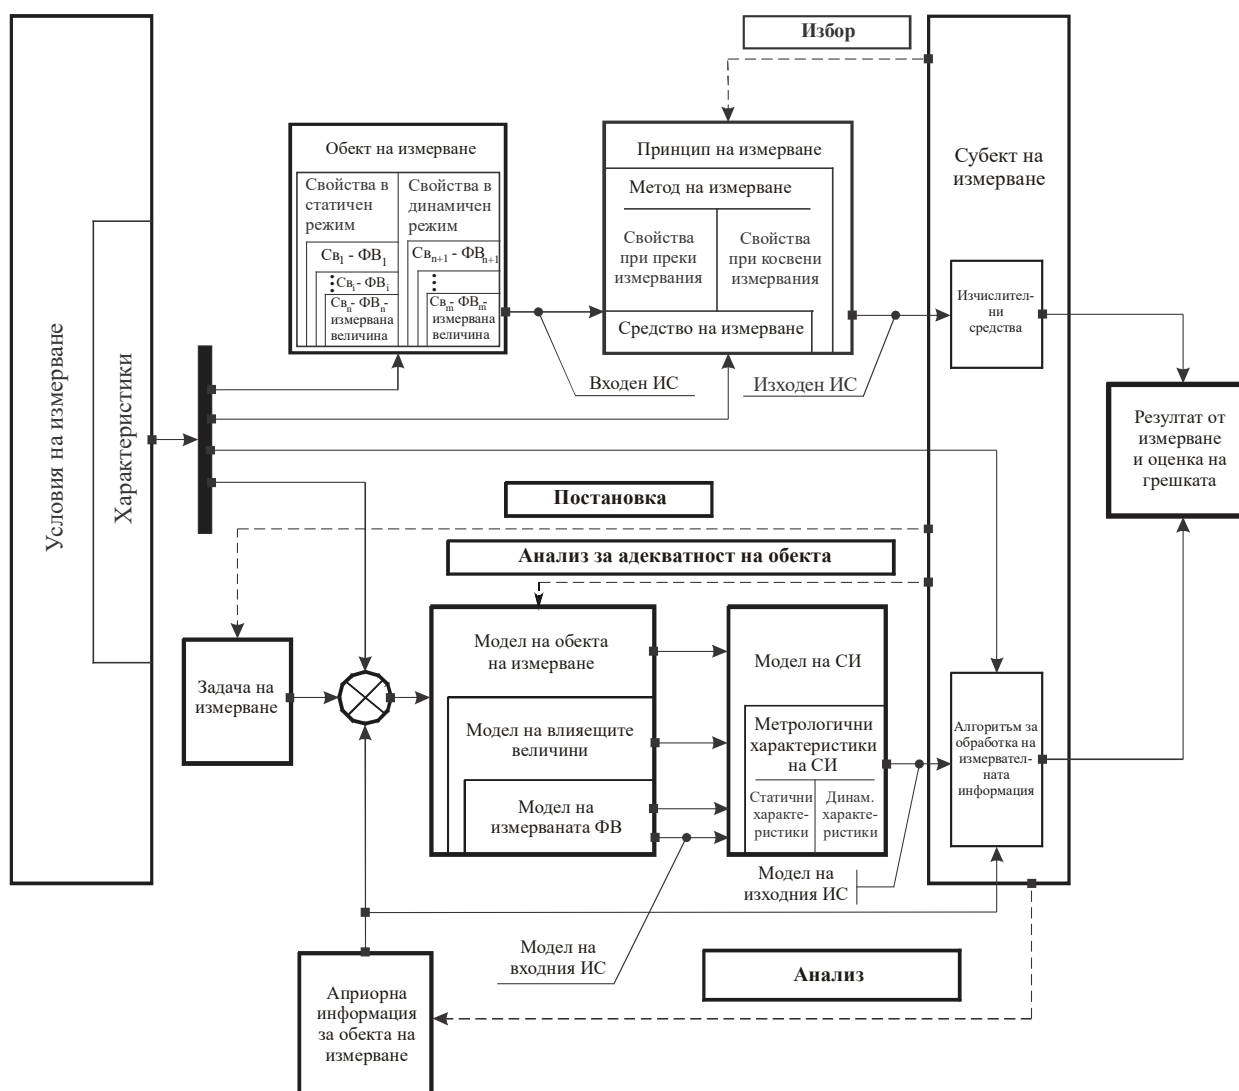 Избор
Условия на измерване
Характеристики
Обект на измерване
Свойства в
статичен
режим
Св1 - ФВ1
Свi - ФВi
Свn - ФВn -
измервана
величина
Свойства в
динамичен
режим
Свn+1 - ФВn+1
Свm - ФВm -
измервана
величина
Принцип на измерване
Метод на измерване
Свойства
при преки
измервания
Свойства
при косвени
измервания
Средство на измерване
Входен ИС
Изходен ИС
Субект на
измерване
Изчислител-
ни
средства
Резултат от
измерване
и оценка на
грешката
Постановка
Анализ за адекватност на обекта
Задача на
измерване
Модел на обекта
на измерване
Модел на влияещите
величини
Модел на
измерваната ФВ
Модел на СИ
Метрологични
характеристики
на СИ
Статични
характе-
ристики
Динам.
характе-
ристики
Алгоритъм за
обработка на
измервател-
ната
информация
Модел на
изходния ИС
Модел на
входния ИС
Анализ
Априорна
информация
за обекта на
измерване